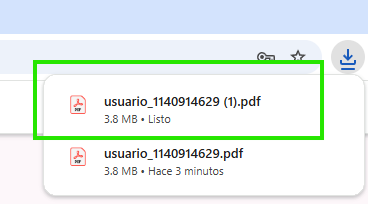 usuario_1140914629 (1).pdf
3.8 MB • Listo
usuario_1140914629.pdf
3.8 MB • Hace 3 minutos